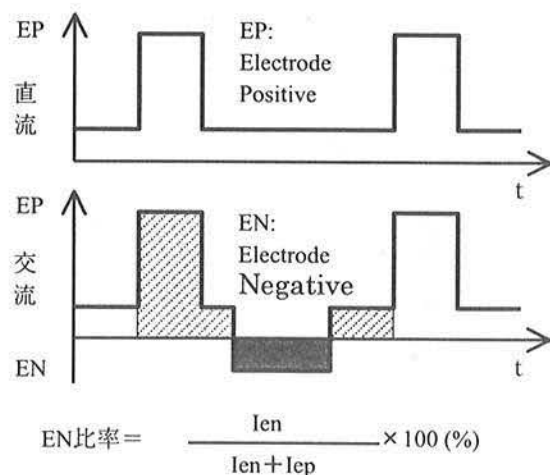 EP
直流
EP:
Electrode
Positive
t
EP
交流
EN
EN:
Electrode
Negative
t
EN比率＝ Ien / Ien＋Iep ×100 (%)